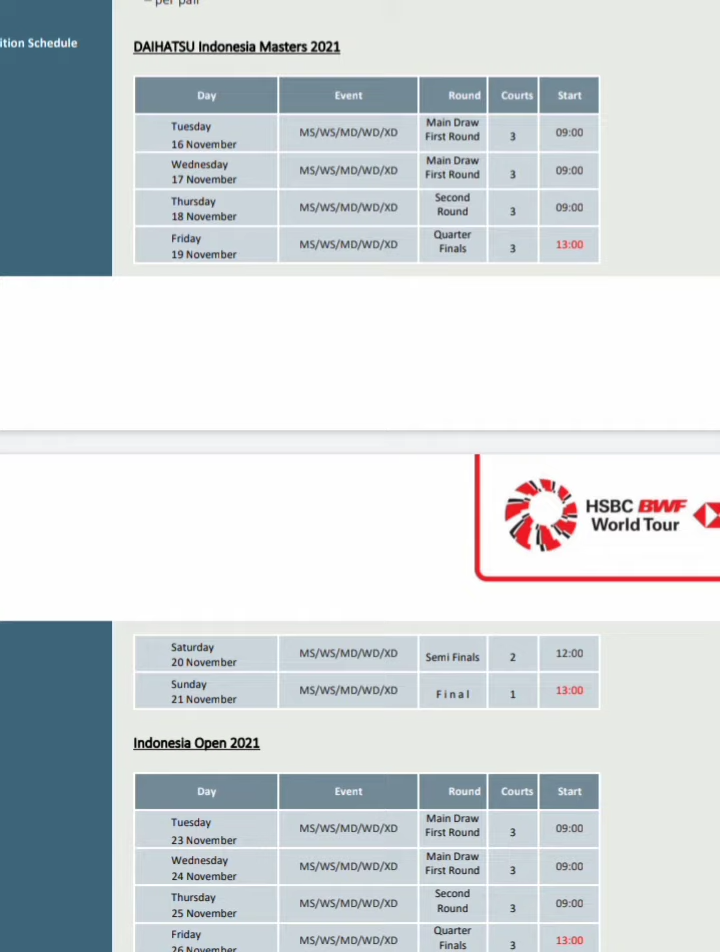 – per pair
ition Schedule
DAIHATSU Indonesia Masters 2021
Day Event Round Courts Start
Tuesday
16 November MS/WS/MD/WD/XD Main Draw
First Round 3 09:00
Wednesday
17 November MS/WS/MD/WD/XD Main Draw
First Round 3 09:00
Thursday
18 November MS/WS/MD/WD/XD Second
Round 3 09:00
Friday
19 November MS/WS/MD/WD/XD Quarter
Finals 3 13:00
HSBC BWF
World Tour
Saturday
20 November MS/WS/MD/WD/XD Semi Finals 2 12:00
Sunday
21 November MS/WS/MD/WD/XD Final 1 13:00
Indonesia Open 2021
Day Event Round Courts Start
Tuesday
23 November MS/WS/MD/WD/XD Main Draw
First Round 3 09:00
Wednesday
24 November MS/WS/MD/WD/XD Main Draw
First Round 3 09:00
Thursday
25 November MS/WS/MD/WD/XD Second
Round 3 09:00
Friday
26 November MS/WS/MD/WD/XD Quarter
Finals 3 13:00